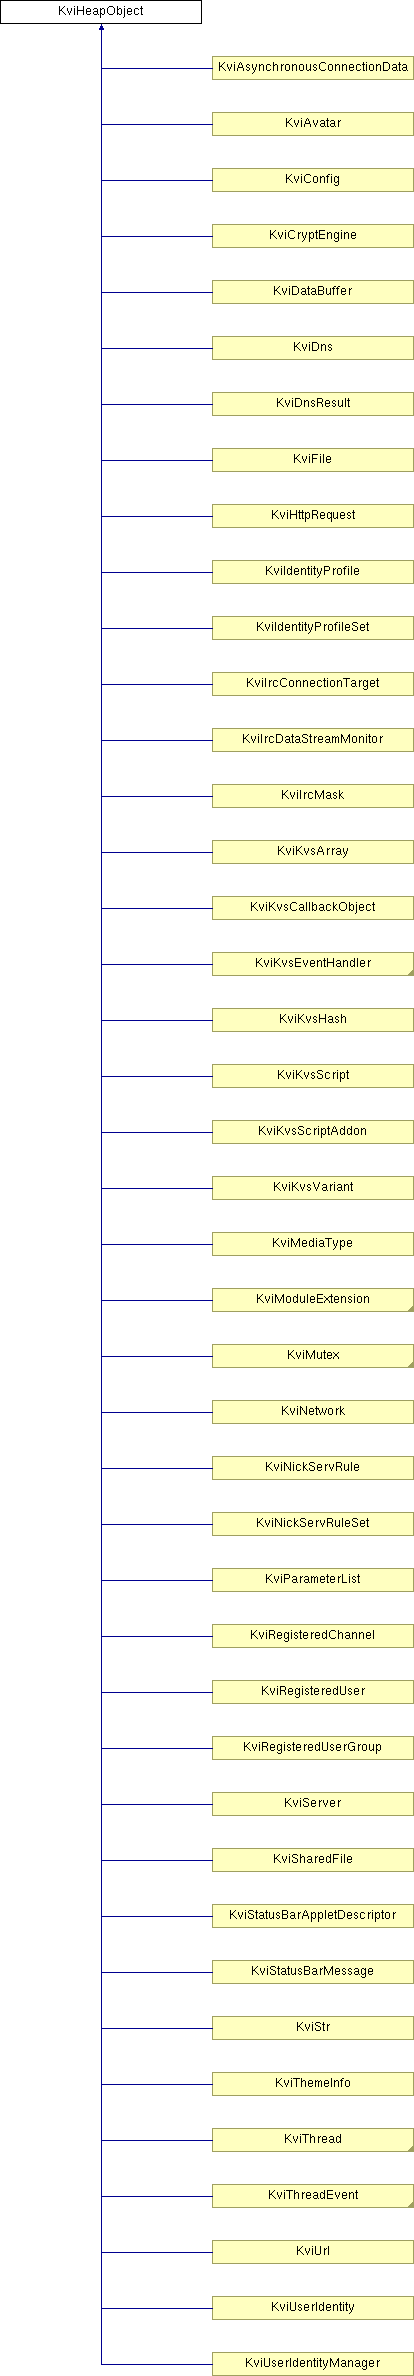 KviHeapObject
KviAsynchronousConnectionData
KviAvatar
KviConfig
KviCryptEngine
KviDataBuffer
KviDns
KviDnsResult
KviFile
KviHttpRequest
KviIdentityProfile
KviIdentityProfileSet
KviIrcConnectionTarget
KviIrcDataStreamMonitor
KviIrcMask
KviKvsArray
KviKvsCallbackObject
KviKvsEventHandler
KviKvsHash
KviKvsScript
KviKvsScriptAddon
KviKvsVariant
KviMediaType
KviModuleExtension
KviMutex
KviNetwork
KviNickServRule
KviNickServRuleSet
KviParameterList
KviRegisteredChannel
KviRegisteredUser
KviRegisteredUserGroup
KviServer
KviSharedFile
KviStatusBarAppletDescriptor
KviStatusBarMessage
KviStr
KviThemeInfo
KviThread
KviThreadEvent
KviUrl
KviUserIdentity
KviUserIdentityManager